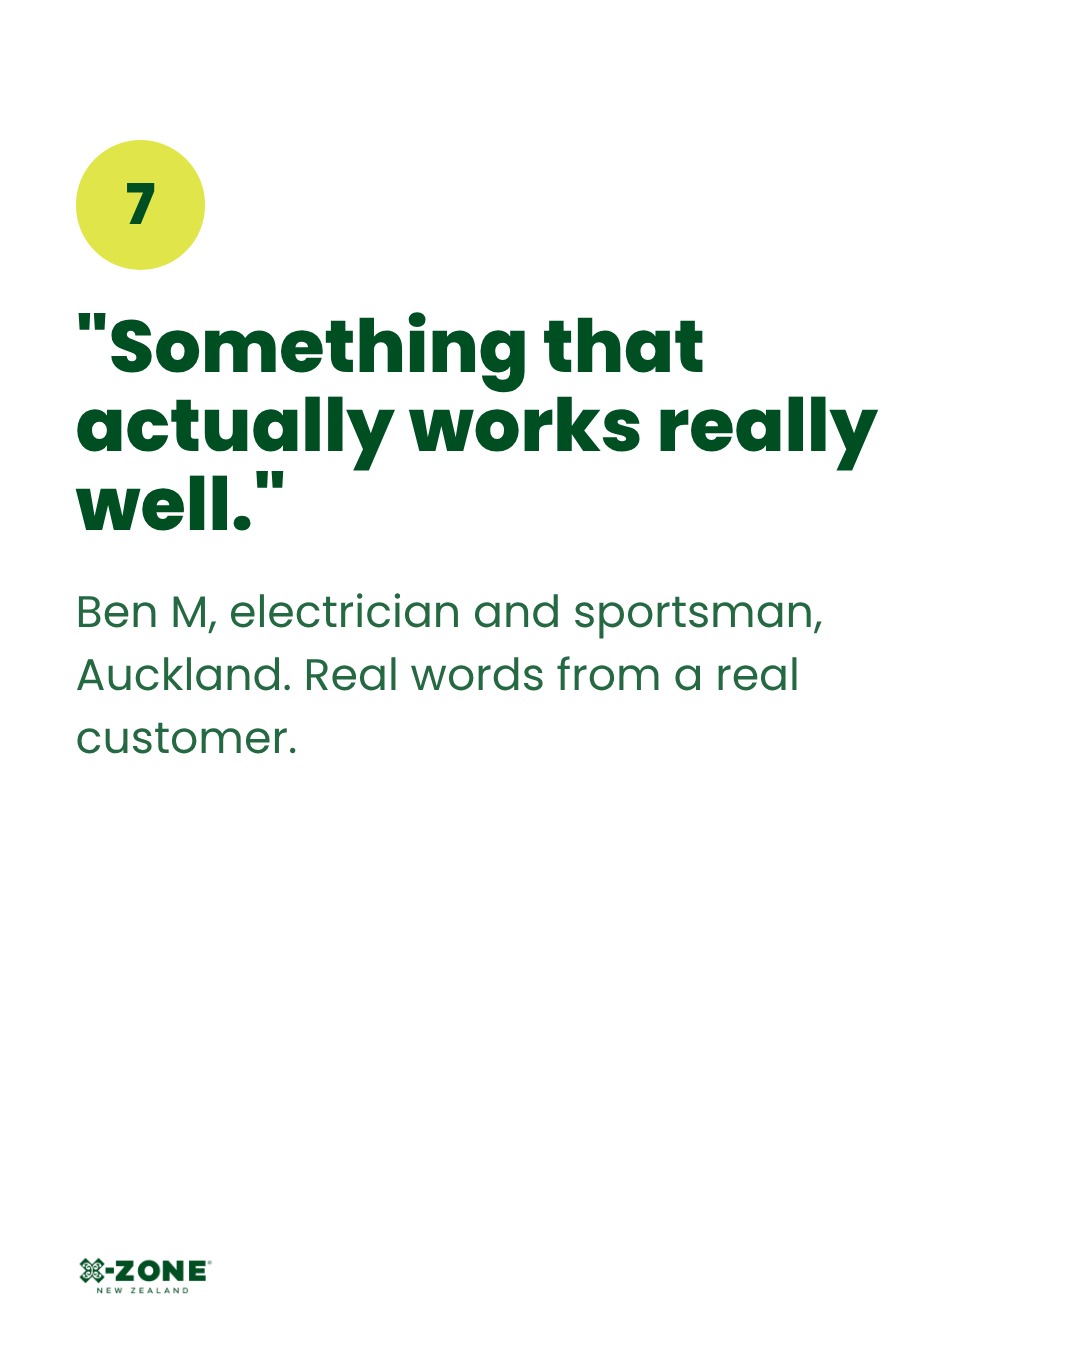 7
"Something that
actually works really
well."
Ben M, electrician and sportsman,
Auckland. Real words from a real
customer.
X-ZONE®
NEW ZEALAND